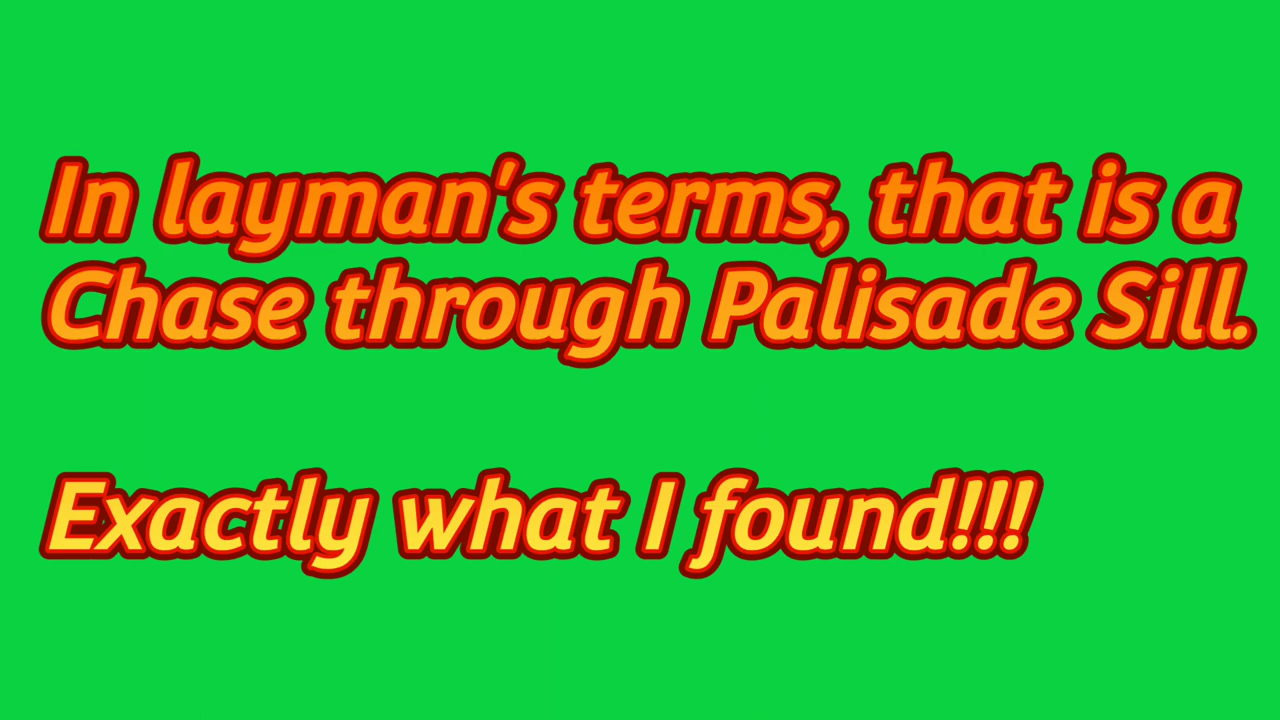 In layman's terms, that is a
Chase through Palisade Sill.
Exactly what I found!!!